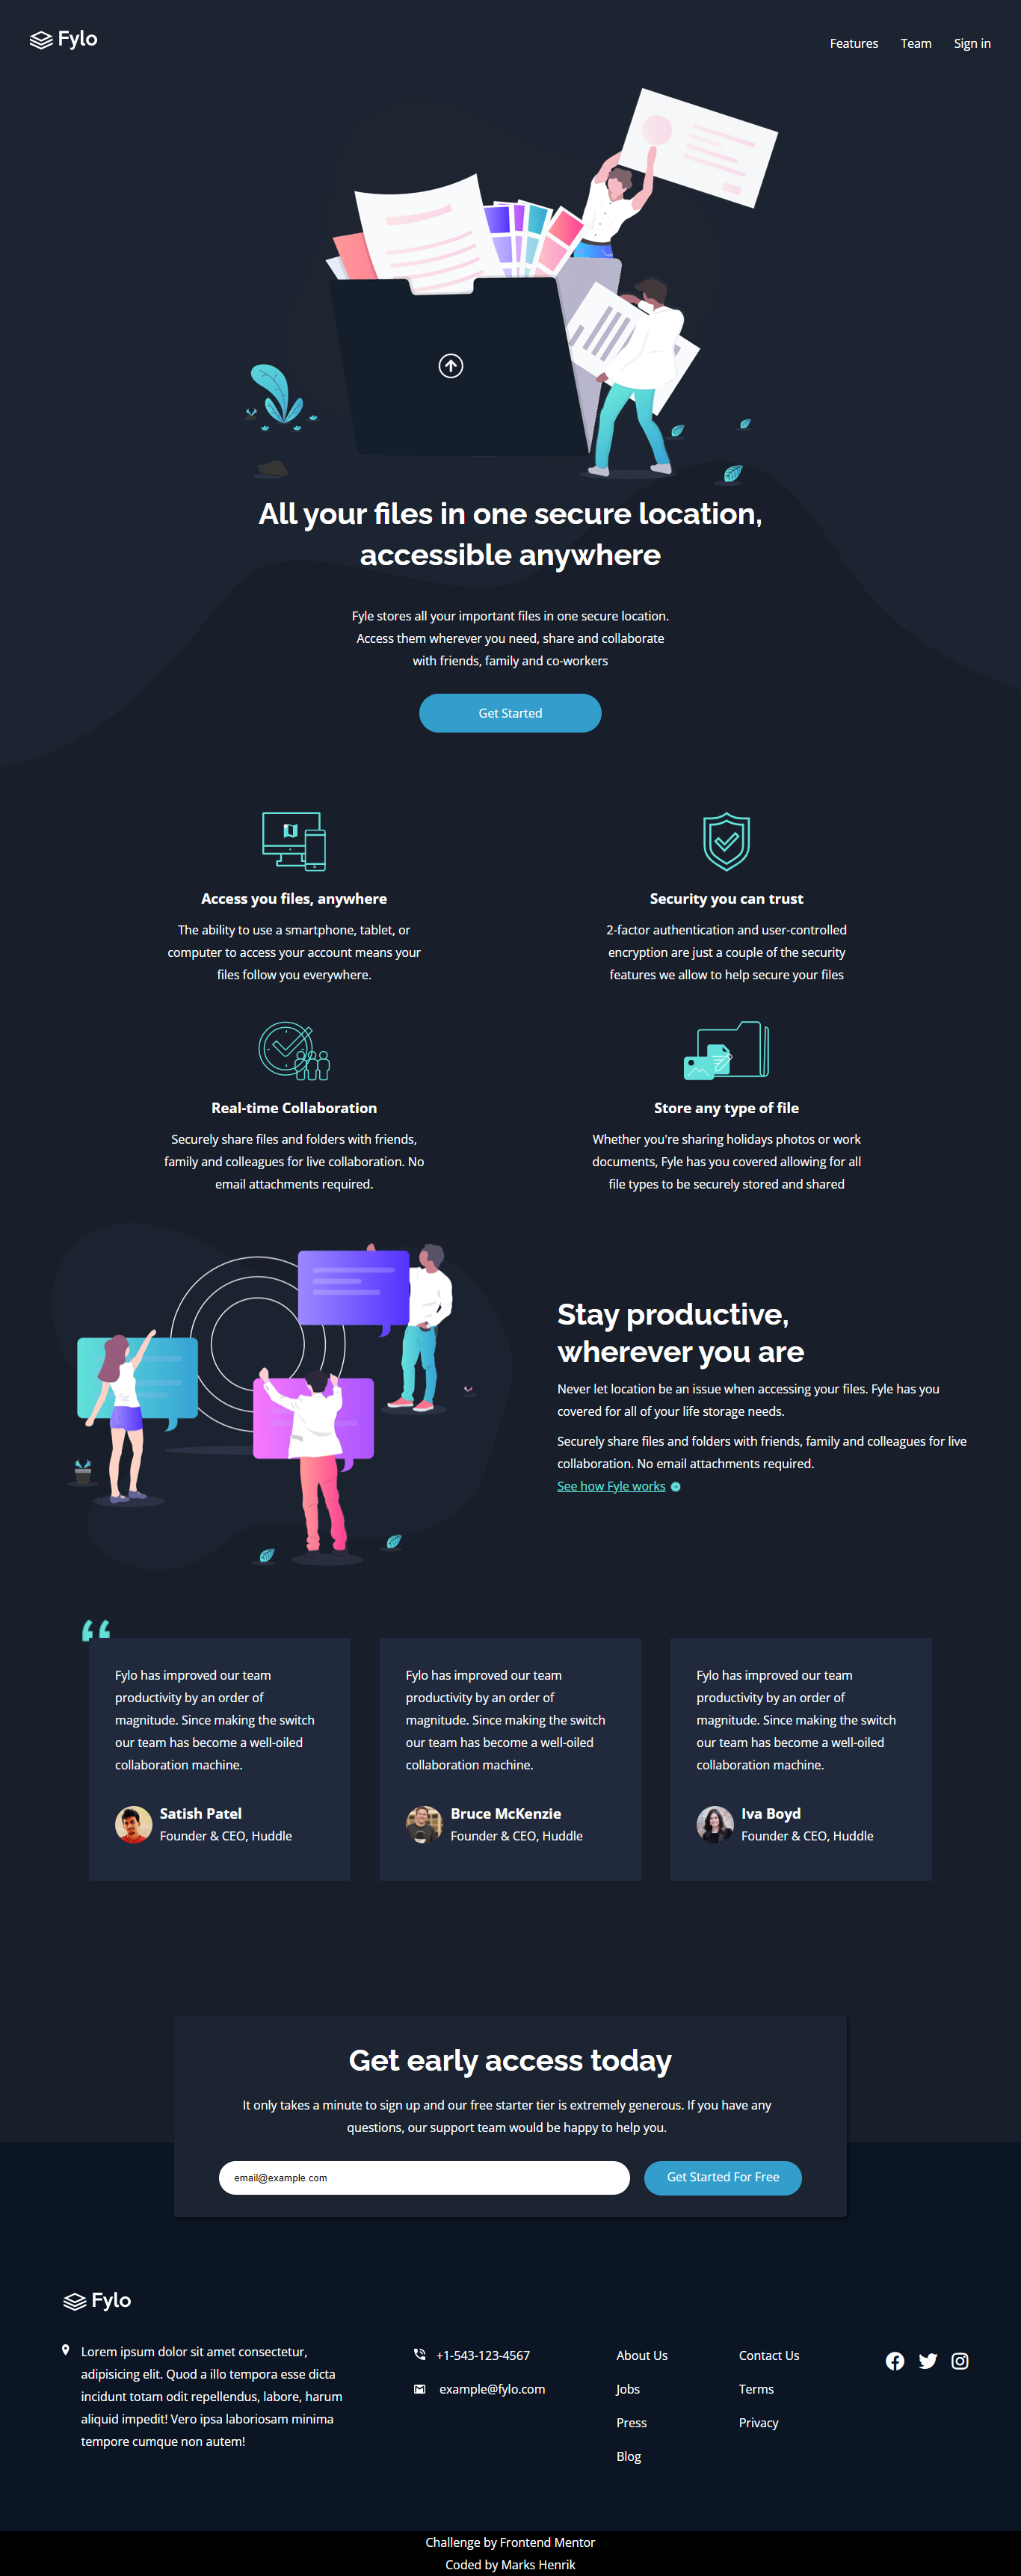 Fylo
Features Team Sign in
All your files in one secure location,
accessible anywhere
Fyle stores all your important files in one secure location.
Access them wherever you need, share and collaborate
with friends, family and co-workers
Get Started
Access you files, anywhere
The ability to use a smartphone, tablet, or
computer to access your account means your
files follow you everywhere.
Security you can trust
2-factor authentication and user-controlled
encryption are just a couple of the security
features we allow to help secure your files
Real-time Collaboration
Securely share files and folders with friends,
family and colleagues for live collaboration. No
email attachments required.
Store any type of file
Whether you're sharing holidays photos or work
documents, Fyle has you covered allowing for all
file types to be securely stored and shared
Stay productive,
wherever you are
Never let location be an issue when accessing your files. Fyle has you
covered for all of your life storage needs.
Securely share files and folders with friends, family and colleagues for live
collaboration. No email attachments required.
See how Fyle works
Fylo has improved our team
productivity by an order of
magnitude. Since making the switch
our team has become a well-oiled
collaboration machine.
Satish Patel
Founder & CEO, Huddle
Fylo has improved our team
productivity by an order of
magnitude. Since making the switch
our team has become a well-oiled
collaboration machine.
Bruce McKenzie
Founder & CEO, Huddle
Fylo has improved our team
productivity by an order of
magnitude. Since making the switch
our team has become a well-oiled
collaboration machine.
Iva Boyd
Founder & CEO, Huddle
Get early access today
It only takes a minute to sign up and our free starter tier is extremely generous. If you have any
questions, our support team would be happy to help you.
email@example.com
Get Started For Free
Fylo
Lorem ipsum dolor sit amet consectetur,
adipisicing elit. Quod a illo tempora esse dicta
incidunt totam odit repellendus, labore, harum
aliquid impedit! Vero ipsa laboriosam minima
tempore cumque non autem!
+1-543-123-4567
example@fylo.com
About Us
Jobs
Press
Blog
Contact Us
Terms
Privacy
Challenge by Frontend Mentor
Coded by Marks Henrik